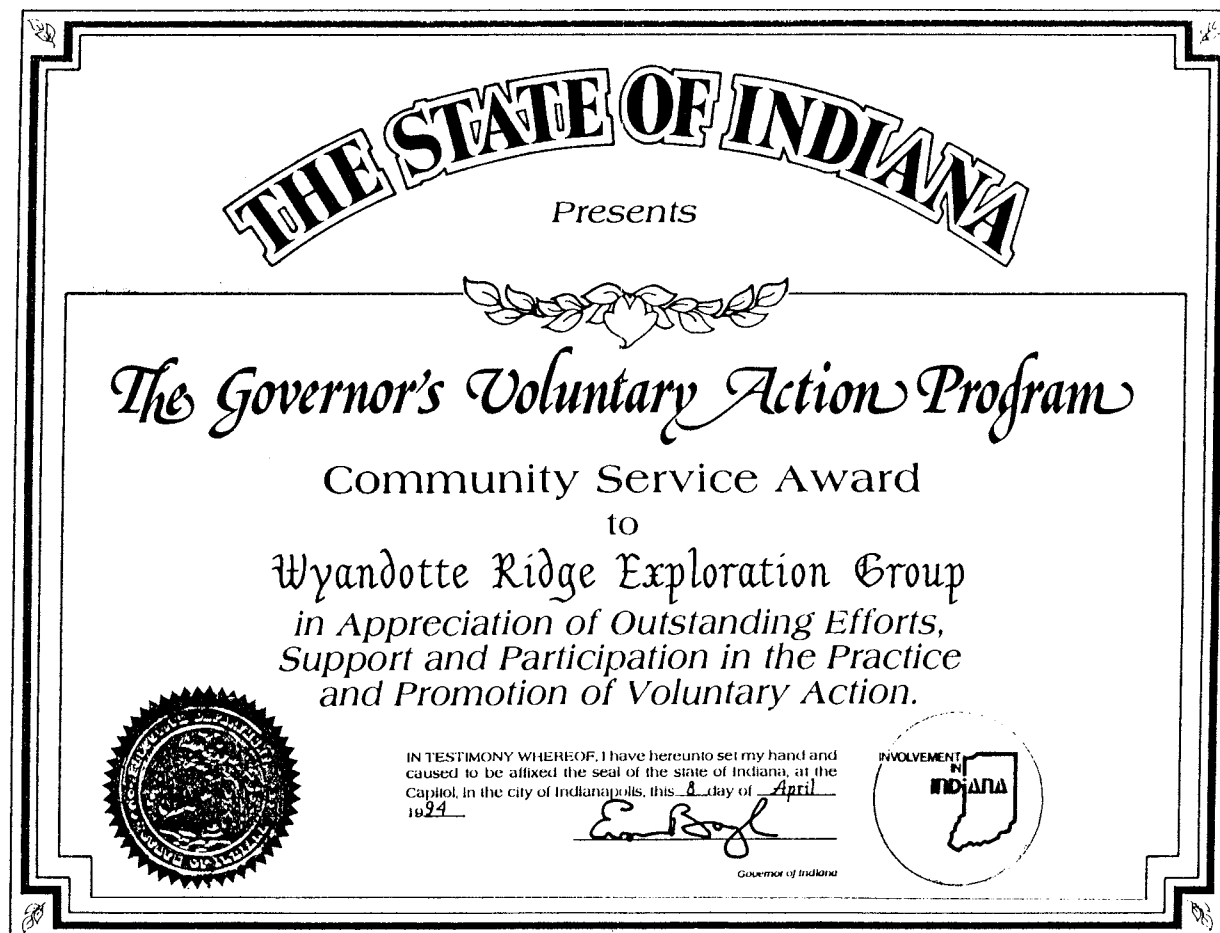 THE STATE OF INDIANA
Presents
The Governor's Voluntary Action Program
Community Service Award
to
Wyandotte Ridge Exploration Group
in Appreciation of Outstanding Efforts,
Support and Participation in the Practice
and Promotion of Voluntary Action.
IN TESTIMONY WHEREOF, I have hereunto set my hand and
caused to be affixed the seal of the state of Indiana, at the
Capitol, in the city of Indianapolis, this 8 day of April
1994
Governor of Indiana
INVOLVEMENT
IN
INDIANA